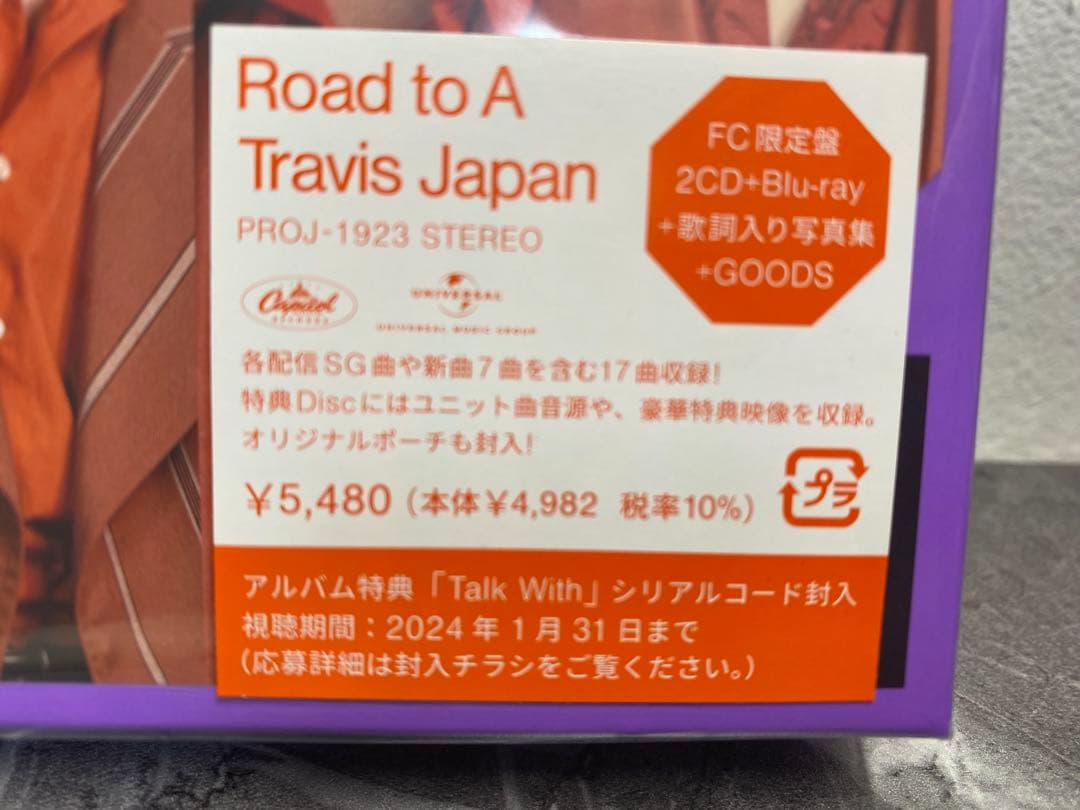 Road to A
Travis Japan
PROJ-1923 STEREO
Capitol
RECORDS
UNIVERSAL
UNIVERSAL MUSIC GROUP
FC限定盤
2CD+Blu-ray
+歌詞入り写真集
+GOODS
各配信SG曲や新曲7曲を含む17曲収録!
特典Discにはユニット曲音源や、豪華特典映像を収録。
オリジナルポーチも封入!
¥5,480(本体¥4,982 税率10%)
プラ
アルバム特典「Talk With」シリアルコード封入
視聴期間:2024年1月31日まで
(応募詳細は封入チラシをご覧ください。)